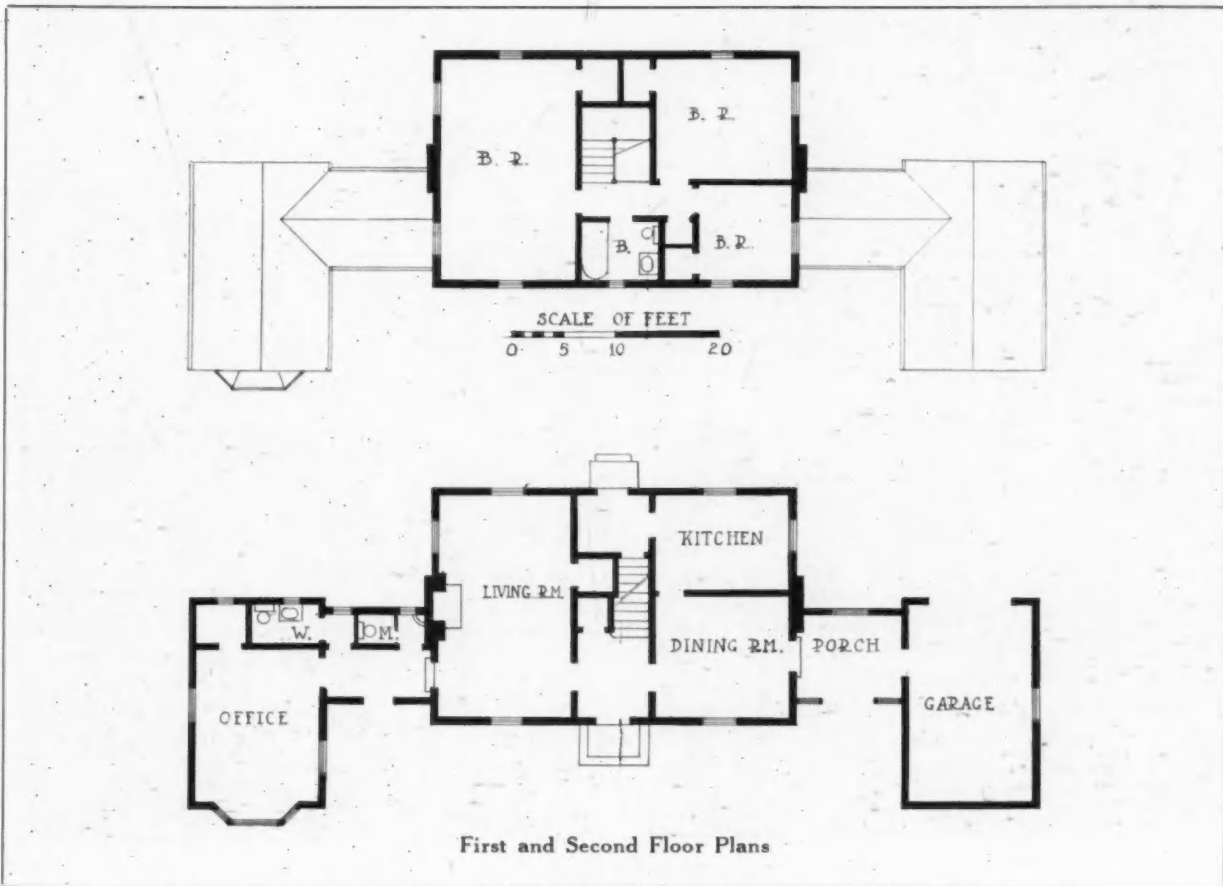 B. R.
B. R.
B.
B. R.
SCALE OF FEET
0 5 10 20
KITCHEN
LIVING RM.
W.
M.
DINING RM.
PORCH
OFFICE
GARAGE
First and Second Floor Plans